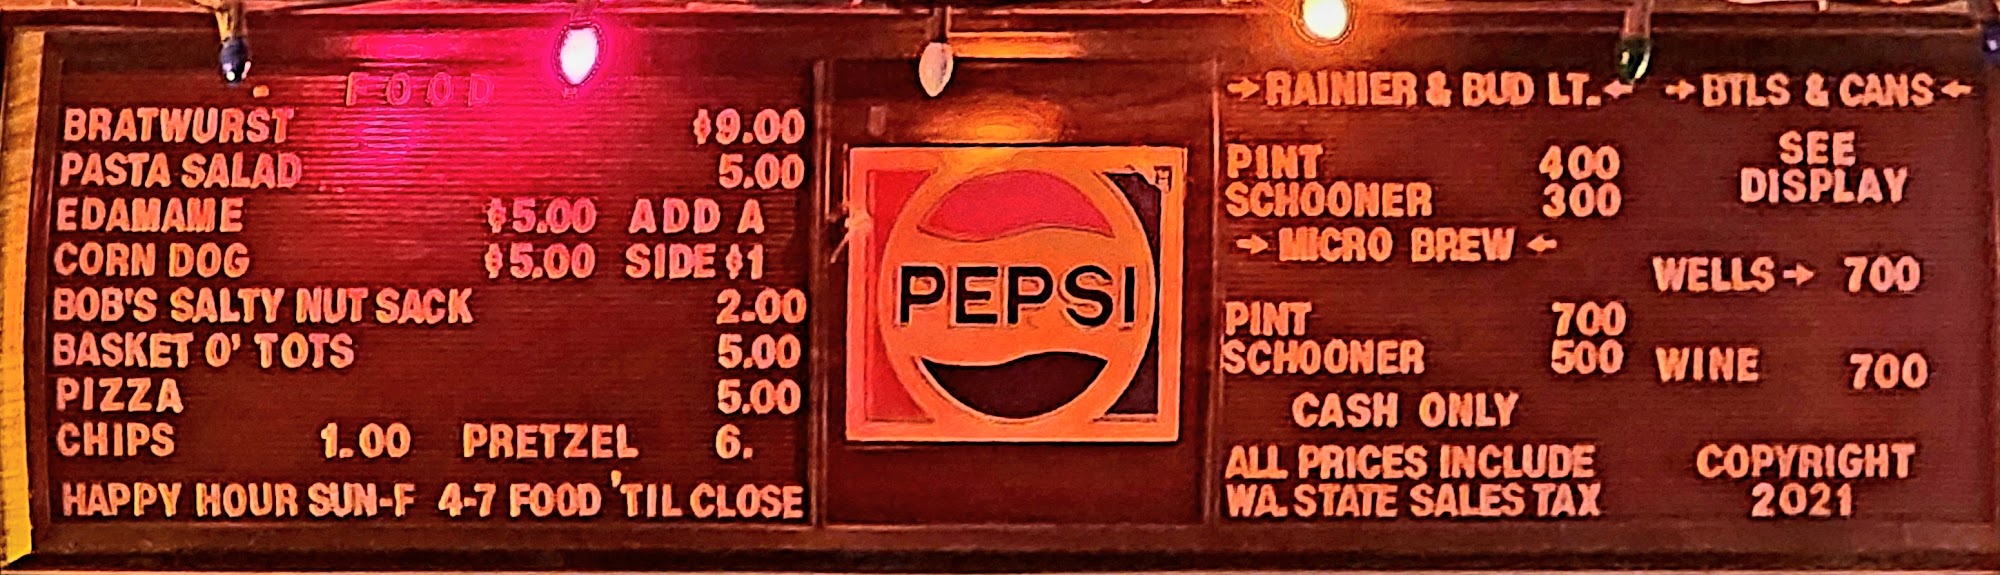 FOOD
BRATWURST $9.00
PASTA SALAD 5.00
EDAMAME $5.00 ADD A
CORN DOG $5.00 SIDE $1
BOB'S SALTY NUT SACK 2.00
BASKET O' TOTS 5.00
PIZZA 5.00
CHIPS 1.00 PRETZEL 6.
HAPPY HOUR SUN-F 4-7 FOOD 'TIL CLOSE
PEPSI
→RAINIER & BUD LT.←
PINT 400
SCHOONER 300
→MICRO BREW←
PINT 700
SCHOONER 500
CASH ONLY
ALL PRICES INCLUDE
WA. STATE SALES TAX
→BTLS & CANS←
SEE
DISPLAY
WELLS→ 700
WINE 700
COPYRIGHT
2021